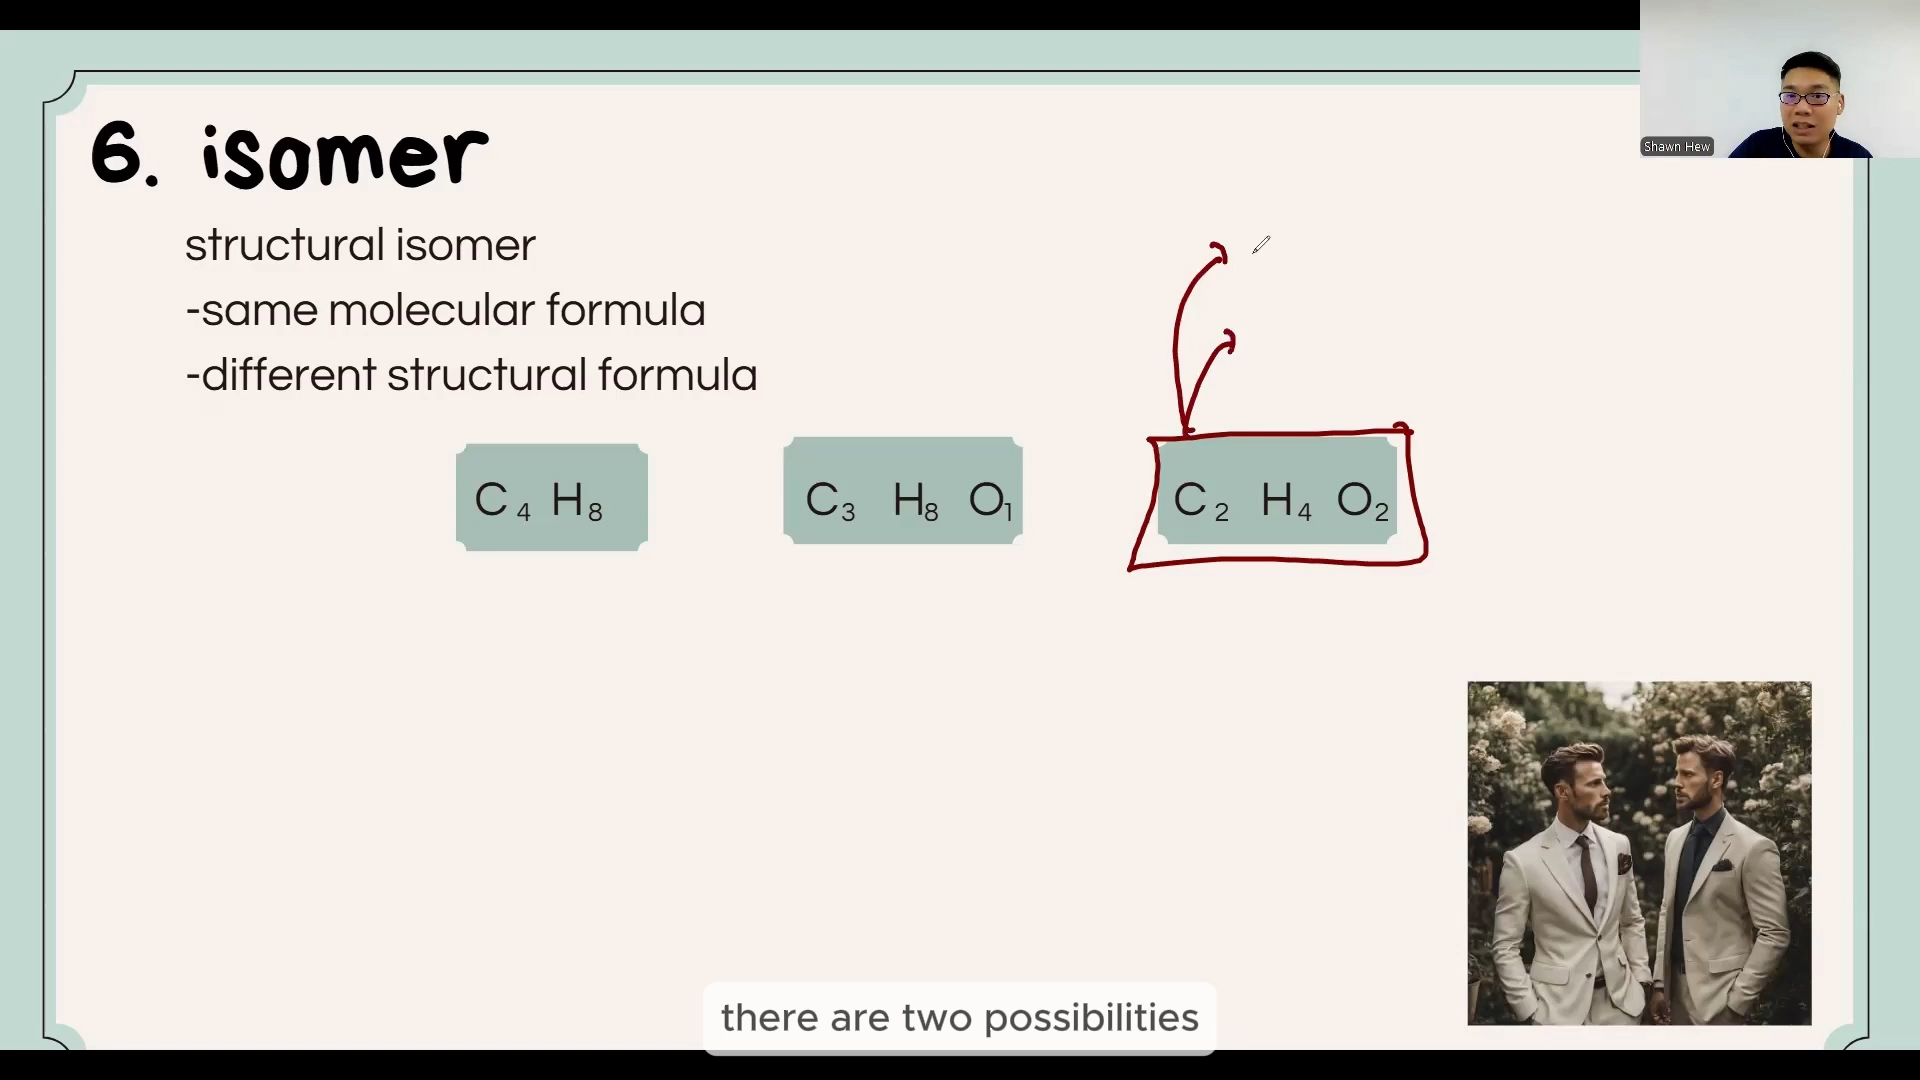 Shawn Hew
6. isomer
structural isomer
-same molecular formula
-different structural formula
C₄ H₈
C₃ H₈ O₁
C₂ H₄ O₂
there are two possibilities